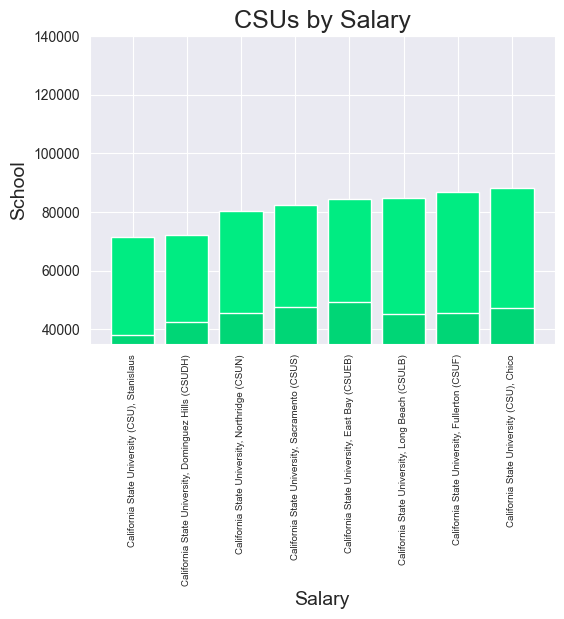 CSUs by Salary
140000
120000
100000
80000
60000
40000
School
California State University (CSU), Stanislaus
California State University, Dominguez Hills (CSUDH)
California State University, Northridge (CSUN)
California State University, Sacramento (CSUS)
California State University, East Bay (CSUEB)
California State University, Long Beach (CSULB)
California State University, Fullerton (CSUF)
California State University (CSU), Chico
Salary